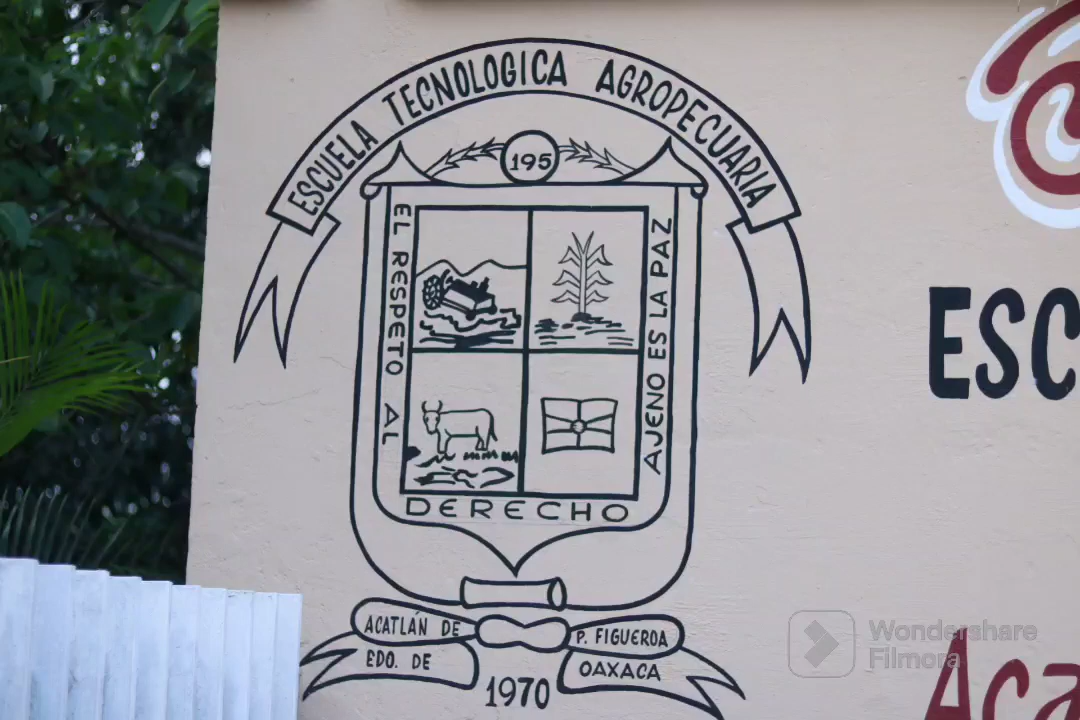 ESCUELA TECNOLOGICA AGROPECUARIA
195
EL RESPETO AL
DERECHO
AJENO ES LA PAZ
ACATLÁN DE P. FIGUEROA
EDO. DE OAXACA
1970
ESC
Aca
Wondershare
Filmora